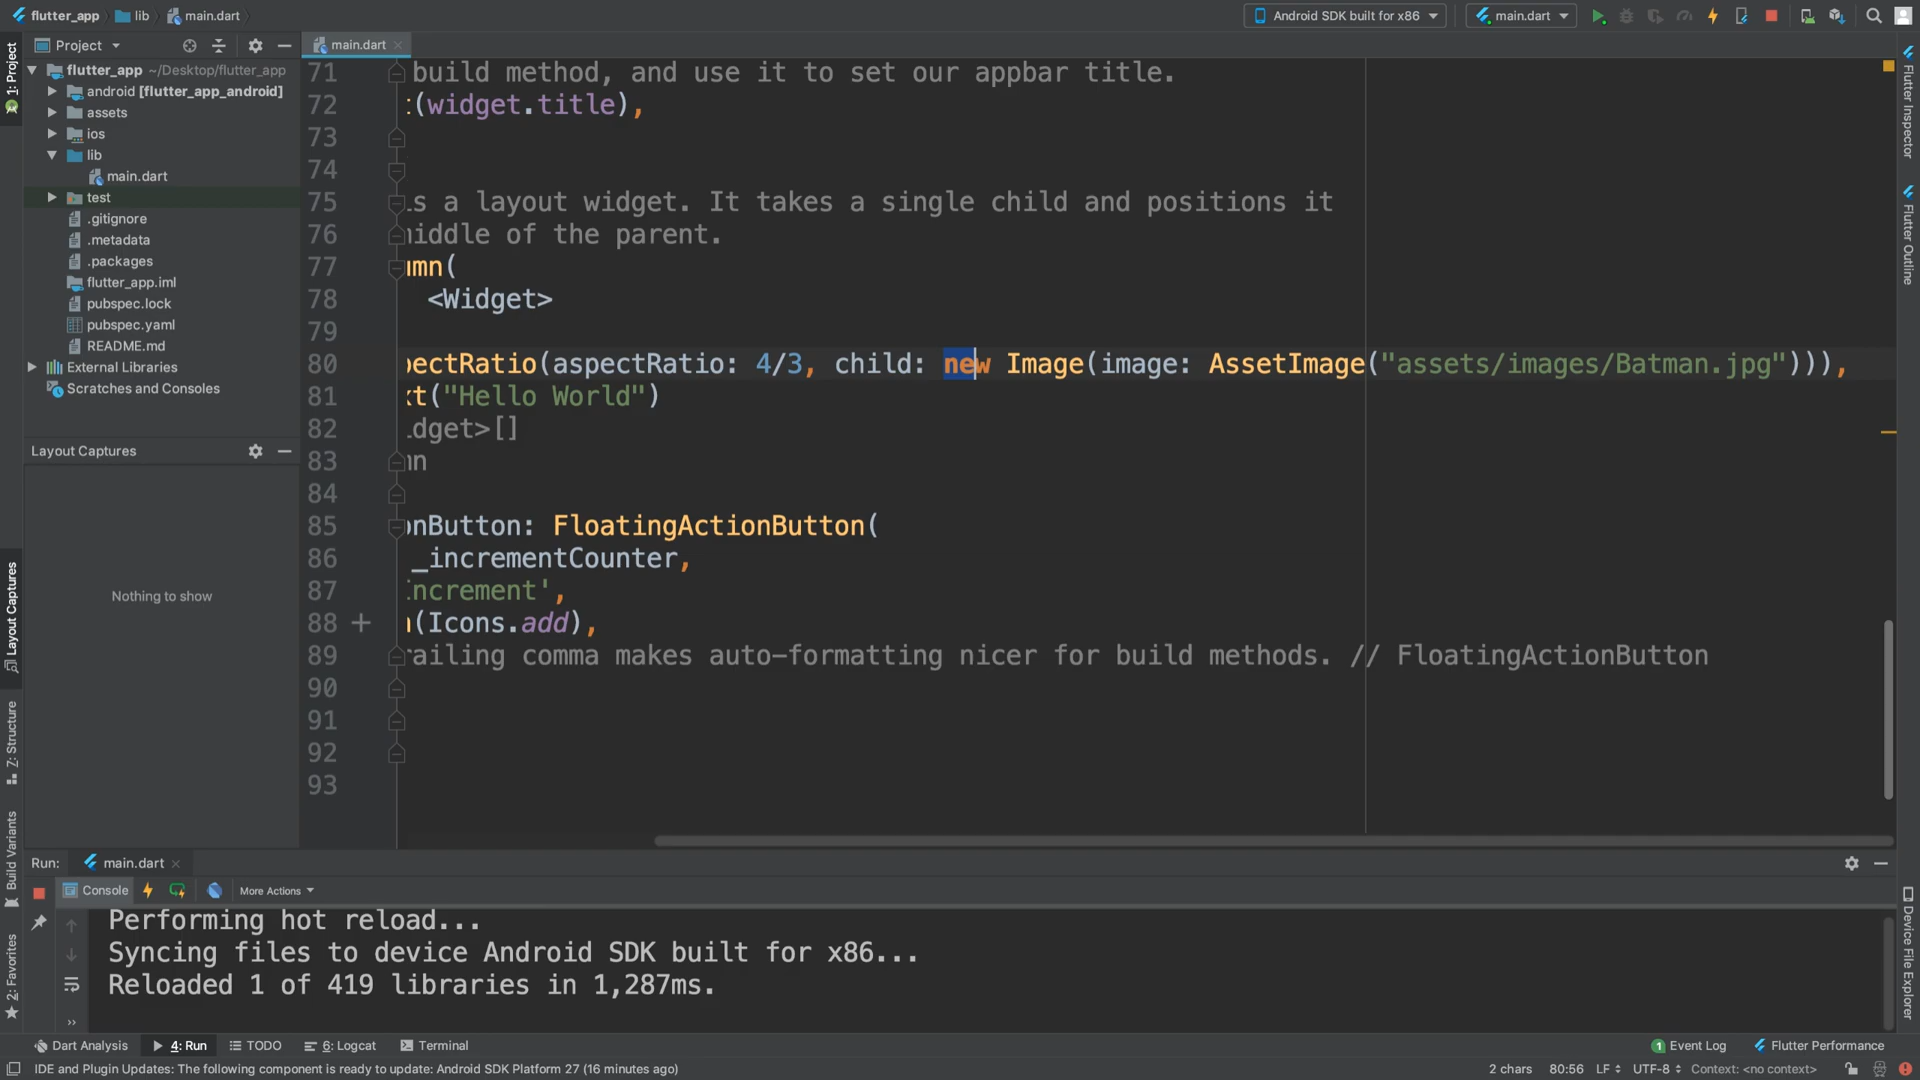 flutter_app
lib
main.dart
Android SDK built for x86
main.dart
1: Project
Project
main.dart
flutter_app ~/Desktop/flutter_app
android [flutter_app_android]
assets
ios
lib
main.dart
test
.gitignore
.metadata
.packages
flutter_app.iml
pubspec.lock
pubspec.yaml
README.md
External Libraries
Scratches and Consoles
Layout Captures
Nothing to show
71 build method, and use it to set our appbar title.
72 (widget.title),
73
74
75 is a layout widget. It takes a single child and positions it
76 middle of the parent.
77 umn(
78 <Widget>
79
80 pectRatio(aspectRatio: 4/3, child: new Image(image: AssetImage("assets/images/Batman.jpg"))),
81 xt("Hello World")
82 idget>[]
83 mn
84
85 onButton: FloatingActionButton(
86 _incrementCounter,
87 Increment',
88 + n(Icons.add),
89 railing comma makes auto-formatting nicer for build methods. // FloatingActionButton
90
91
92
93
Flutter Inspector
Flutter Outline
Layout Captures
Z: Structure
Build Variants
2: Favorites
Device File Explorer
Run:
main.dart
Console
More Actions
Performing hot reload...
Syncing files to device Android SDK built for x86...
Reloaded 1 of 419 libraries in 1,287ms.
Dart Analysis
4: Run
TODO
6: Logcat
Terminal
1 Event Log
Flutter Performance
IDE and Plugin Updates: The following component is ready to update: Android SDK Platform 27 (16 minutes ago)
2 chars
80:56
LF
UTF-8
Context: <no context>